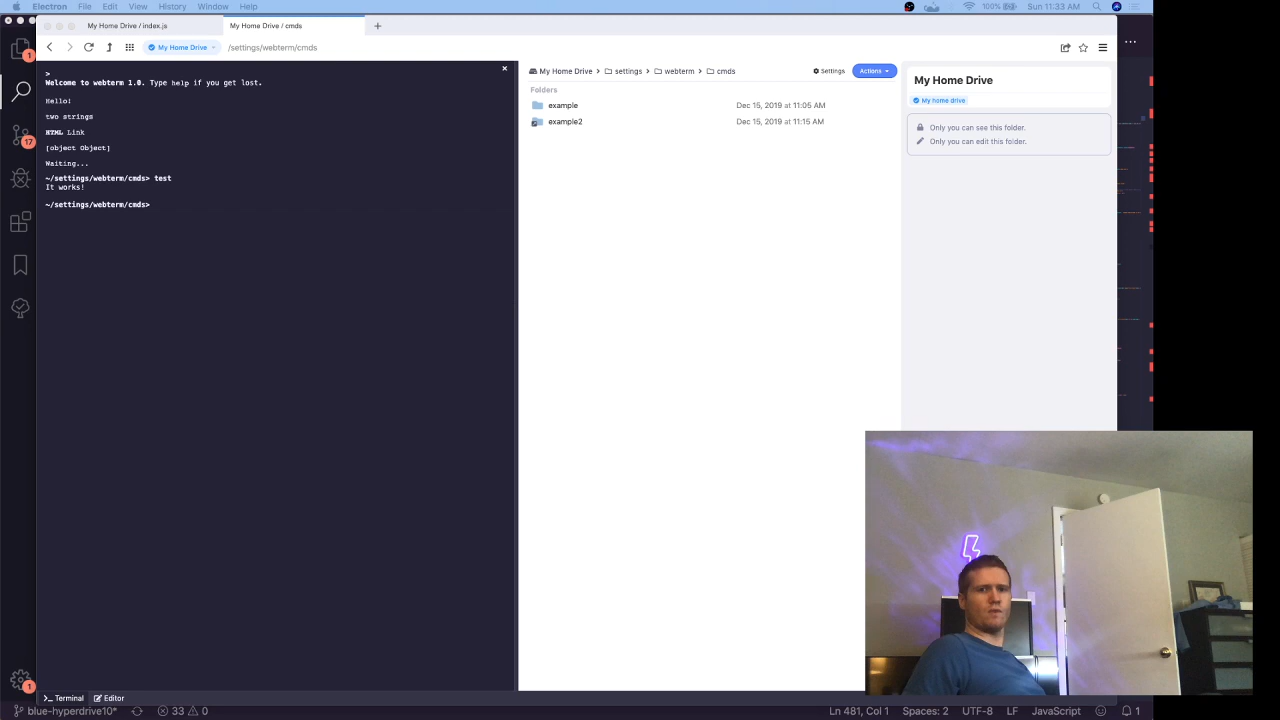 Electron File Edit View History Window Help
100% Sun 11:33 AM
My Home Drive / index.js
My Home Drive / cmds
My Home Drive
/settings/webterm/cmds
>
Welcome to webterm 1.0. Type help if you get lost.
Hello!
two strings
HTML Link
[object Object]
Waiting...
~/settings/webterm/cmds> test
It works!
~/settings/webterm/cmds>
My Home Drive > settings > webterm > cmds
Settings
Actions
Folders
example Dec 15, 2019 at 11:05 AM
example2 Dec 15, 2019 at 11:15 AM
My Home Drive
My home drive
Only you can see this folder.
Only you can edit this folder.
1
17
1
>_ Terminal Editor
blue-hyperdrive10* 33 0
Ln 481, Col 1 Spaces: 2 UTF-8 LF JavaScript 1